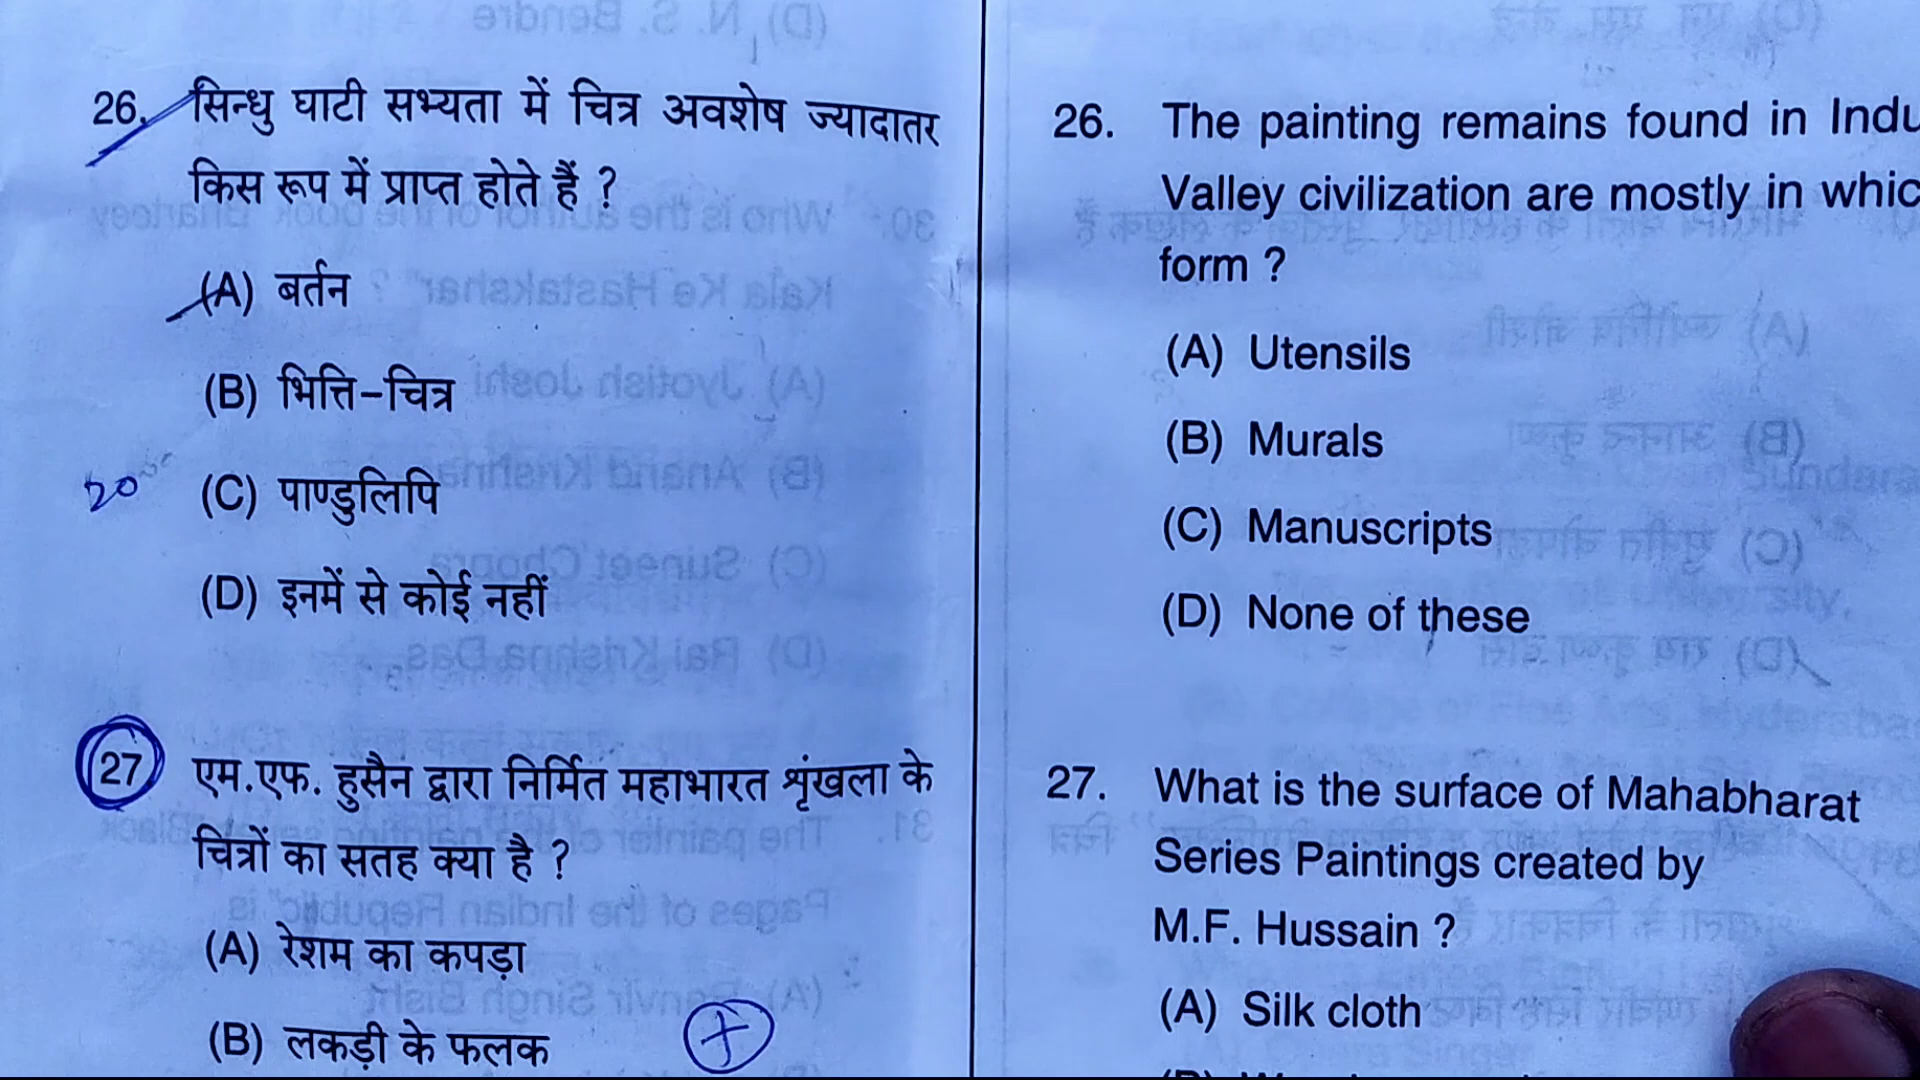 26. सिन्धु घाटी सभ्यता में चित्र अवशेष ज्यादातर
किस रूप में प्राप्त होते हैं ?
(A) बर्तन
(B) भित्ति-चित्र
20
(C) पाण्डुलिपि
(D) इनमें से कोई नहीं
27 एम.एफ. हुसैन द्वारा निर्मित महाभारत श्रृंखला के
चित्रों का सतह क्या है ?
(A) रेशम का कपड़ा
(B) लकड़ी के फलक
26. The painting remains found in Indu
Valley civilization are mostly in whic
form ?
(A) Utensils
(B) Murals
(C) Manuscripts
(D) None of these
27. What is the surface of Mahabharat
Series Paintings created by
M.F. Hussain ?
(A) Silk cloth